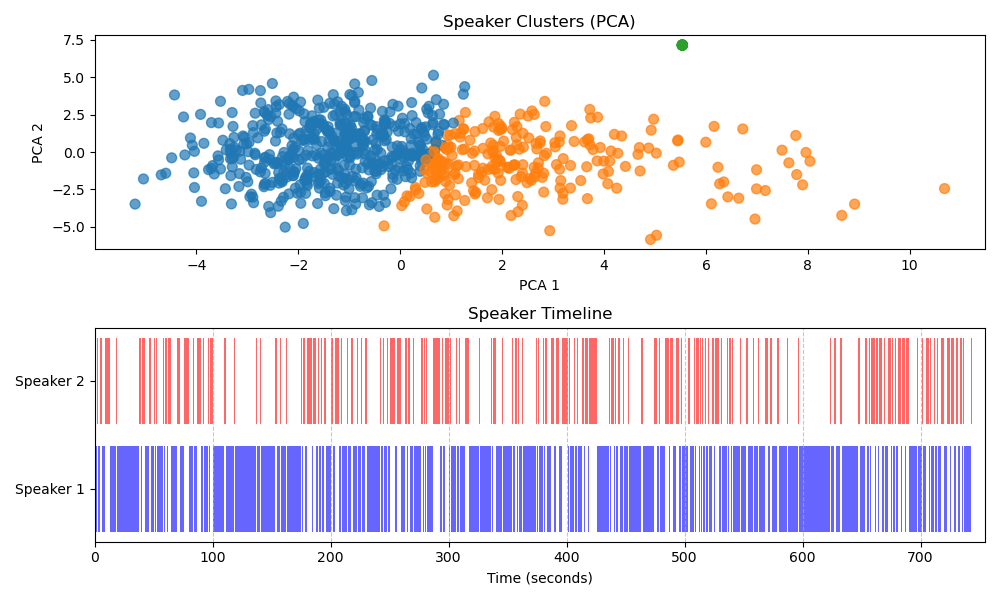 Speaker Clusters (PCA)
7.5
5.0
2.5
0.0
−2.5
−5.0
PCA 2
−4 −2 0 2 4 6 8 10
PCA 1
Speaker Timeline
Speaker 2
Speaker 1
0 100 200 300 400 500 600 700
Time (seconds)